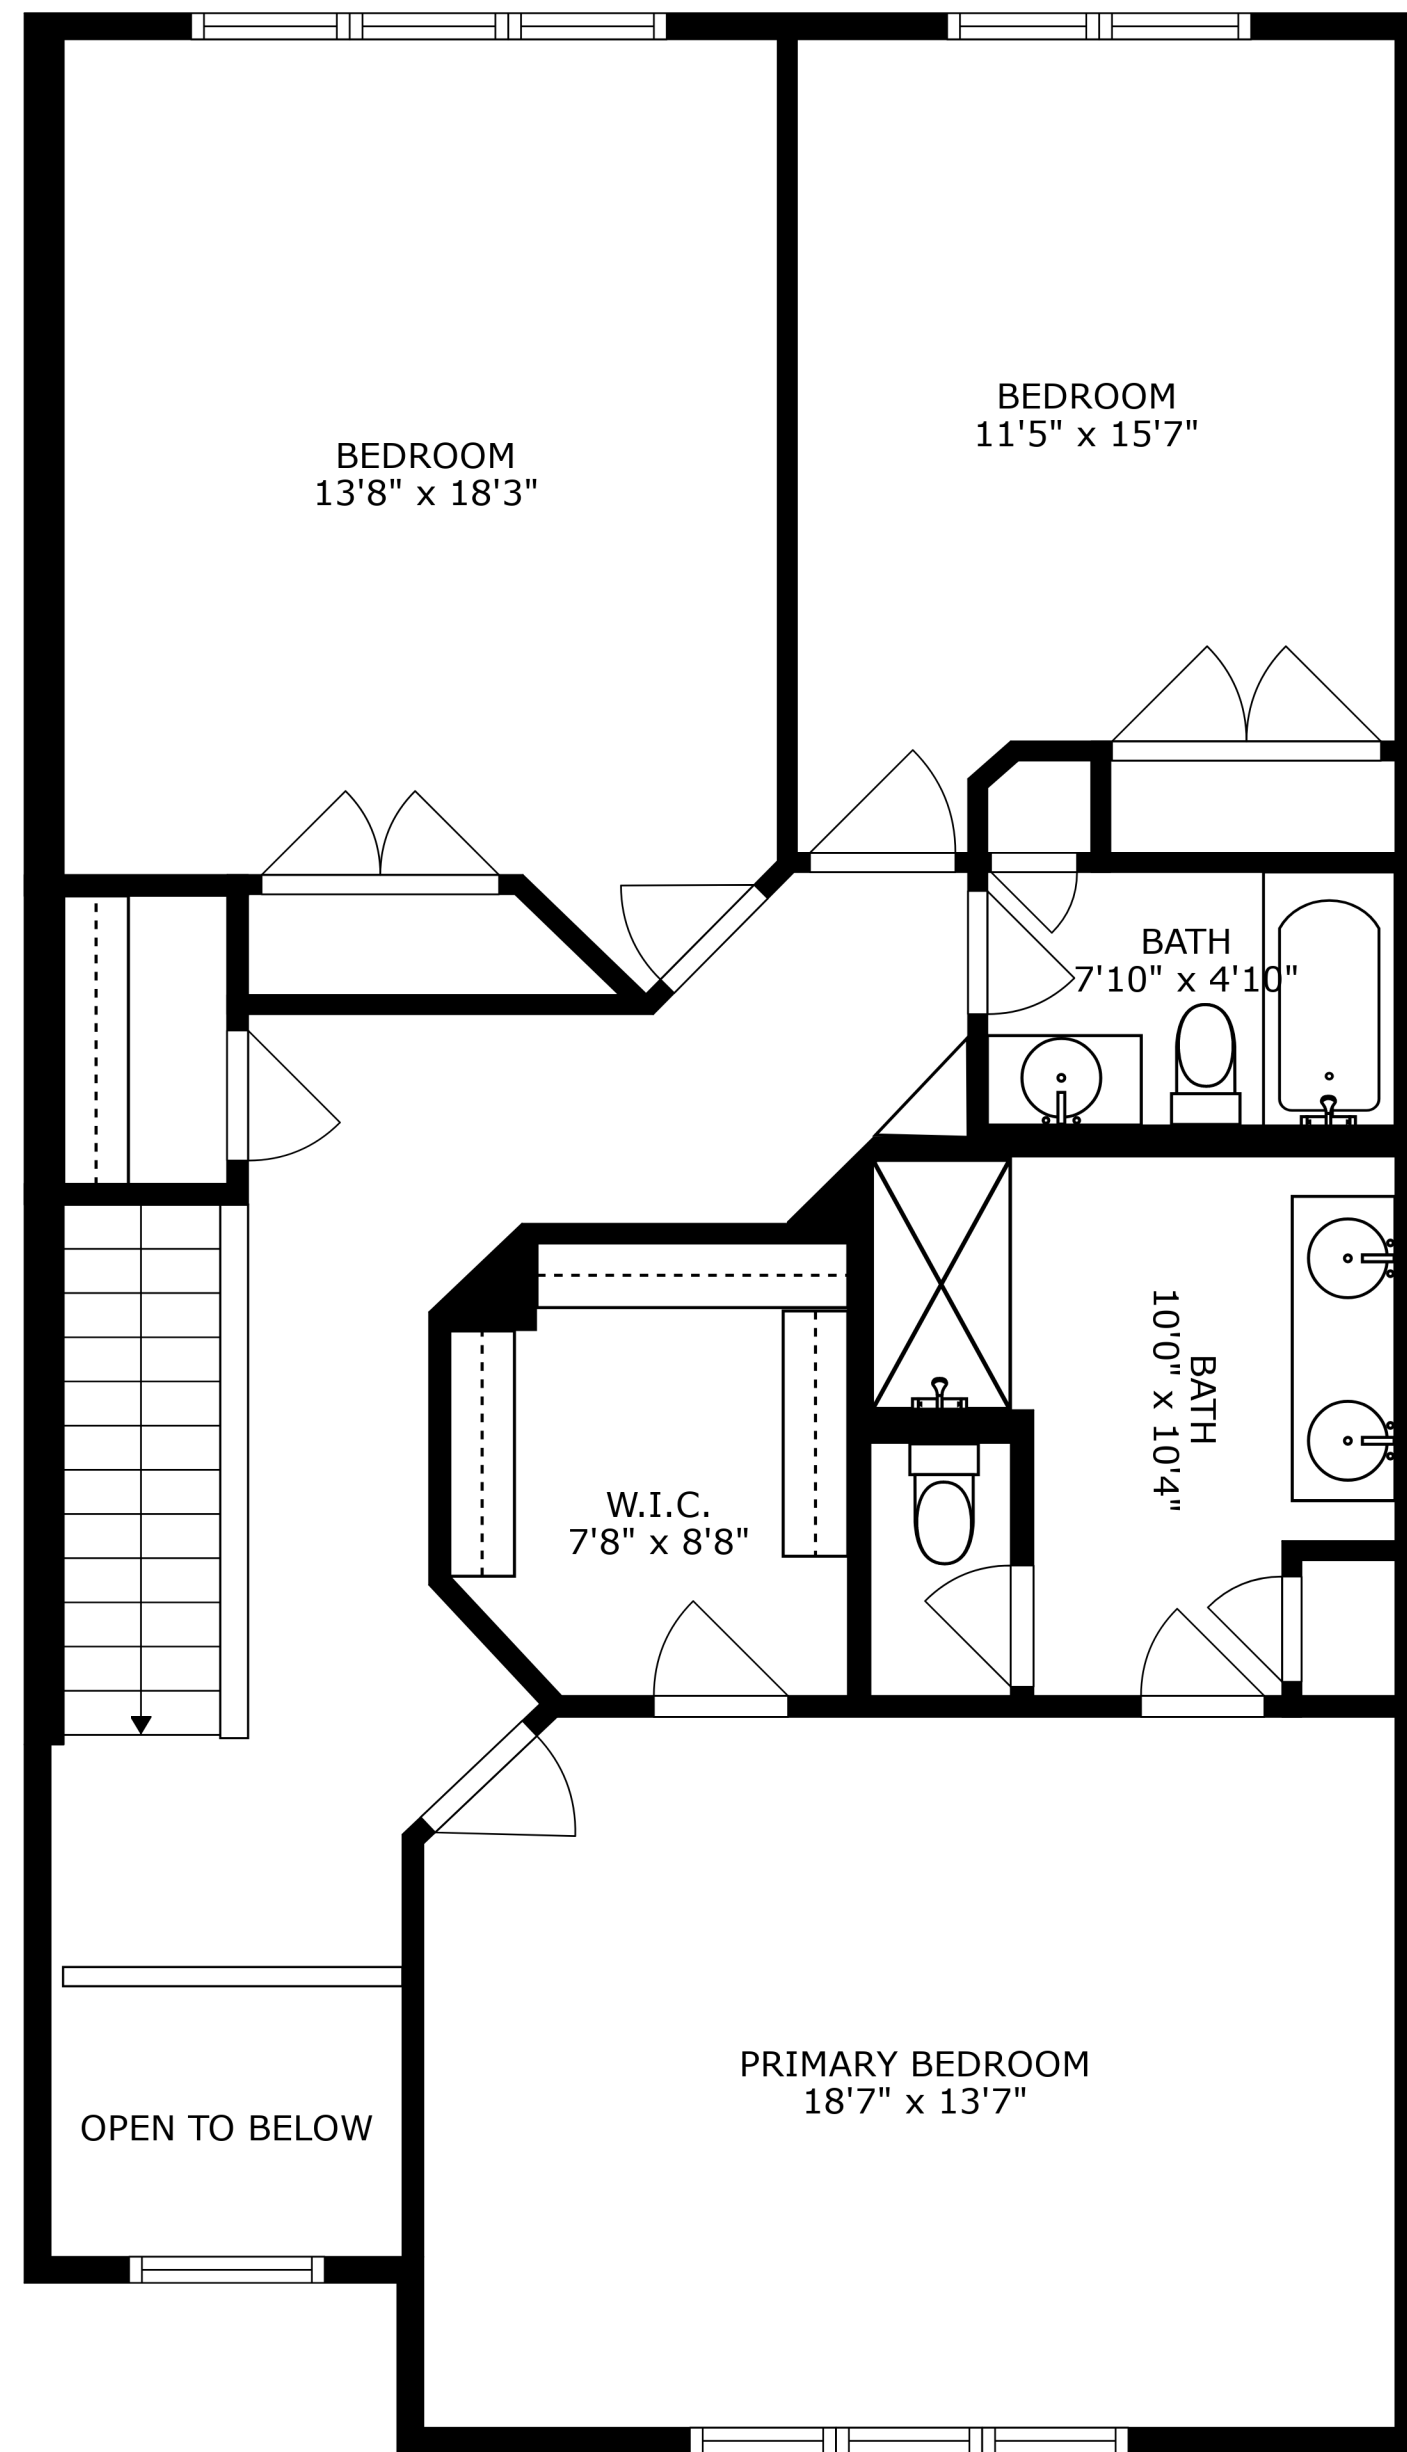 BEDROOM
11'5" x 15'7"
BEDROOM
13'8" x 18'3"
BATH
7'10" x 4'10"
BATH
10'0" x 10'4"
W.I.C.
7'8" x 8'8"
PRIMARY BEDROOM
18'7" x 13'7"
OPEN TO BELOW